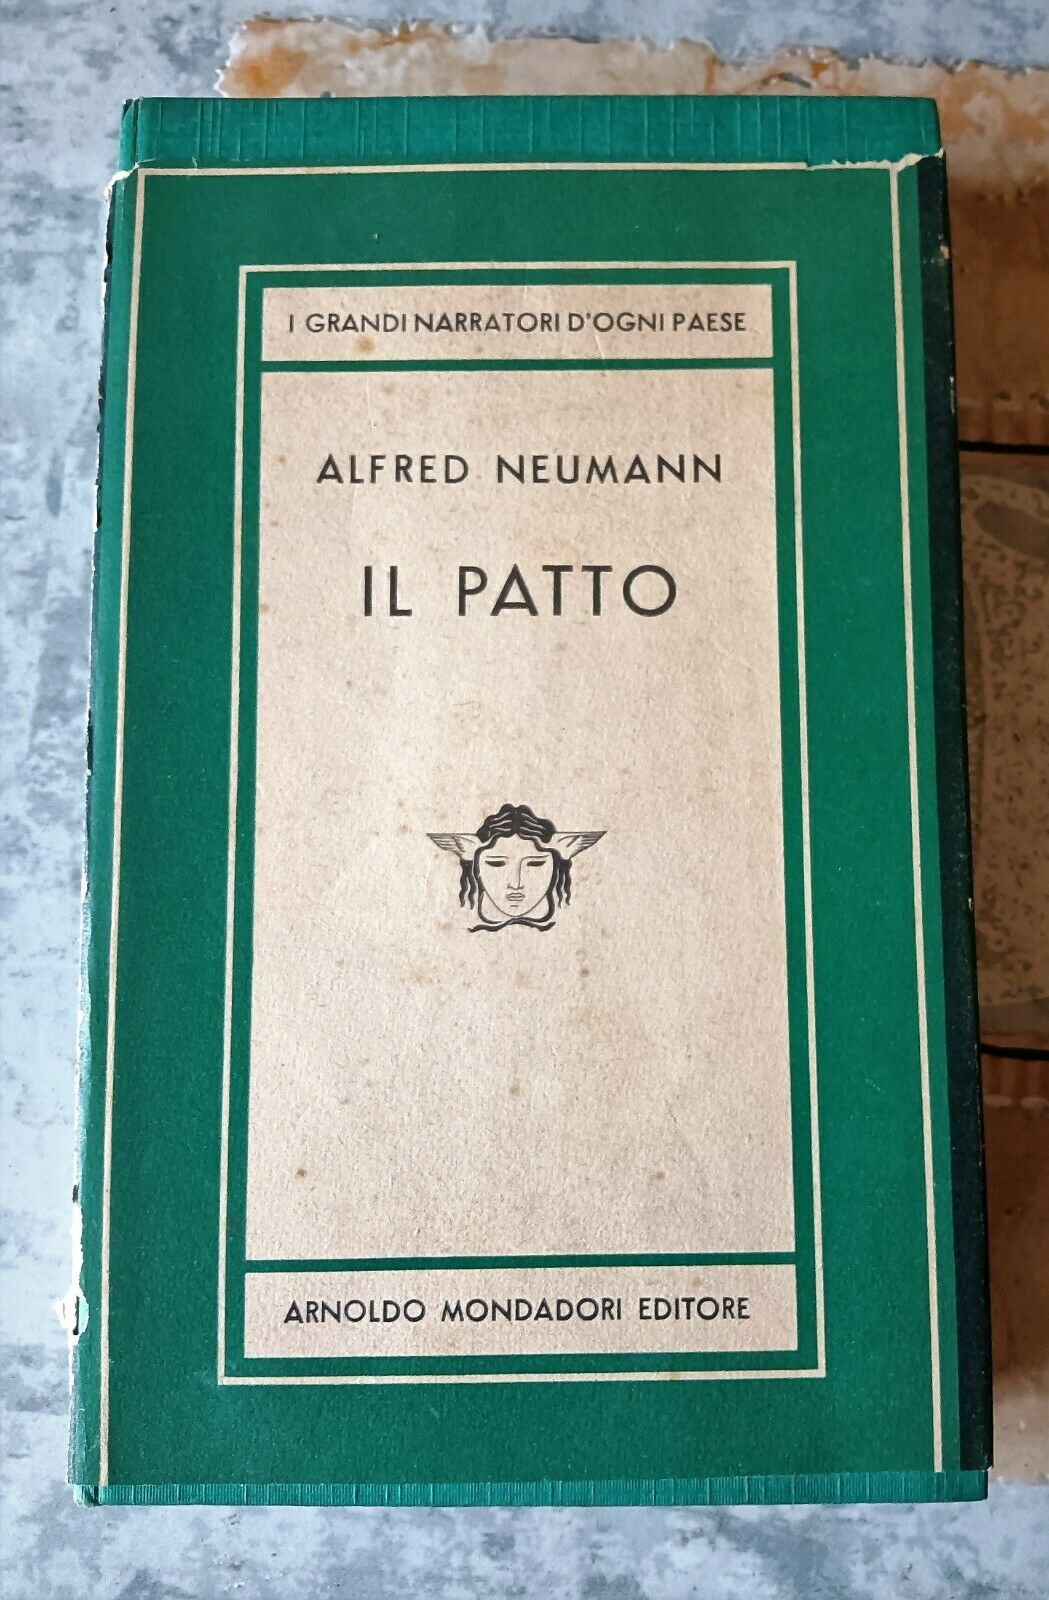 I GRANDI NARRATORI D'OGNI PAESE
ALFRED NEUMANN
IL PATTO
ARNOLDO MONDADORI EDITORE